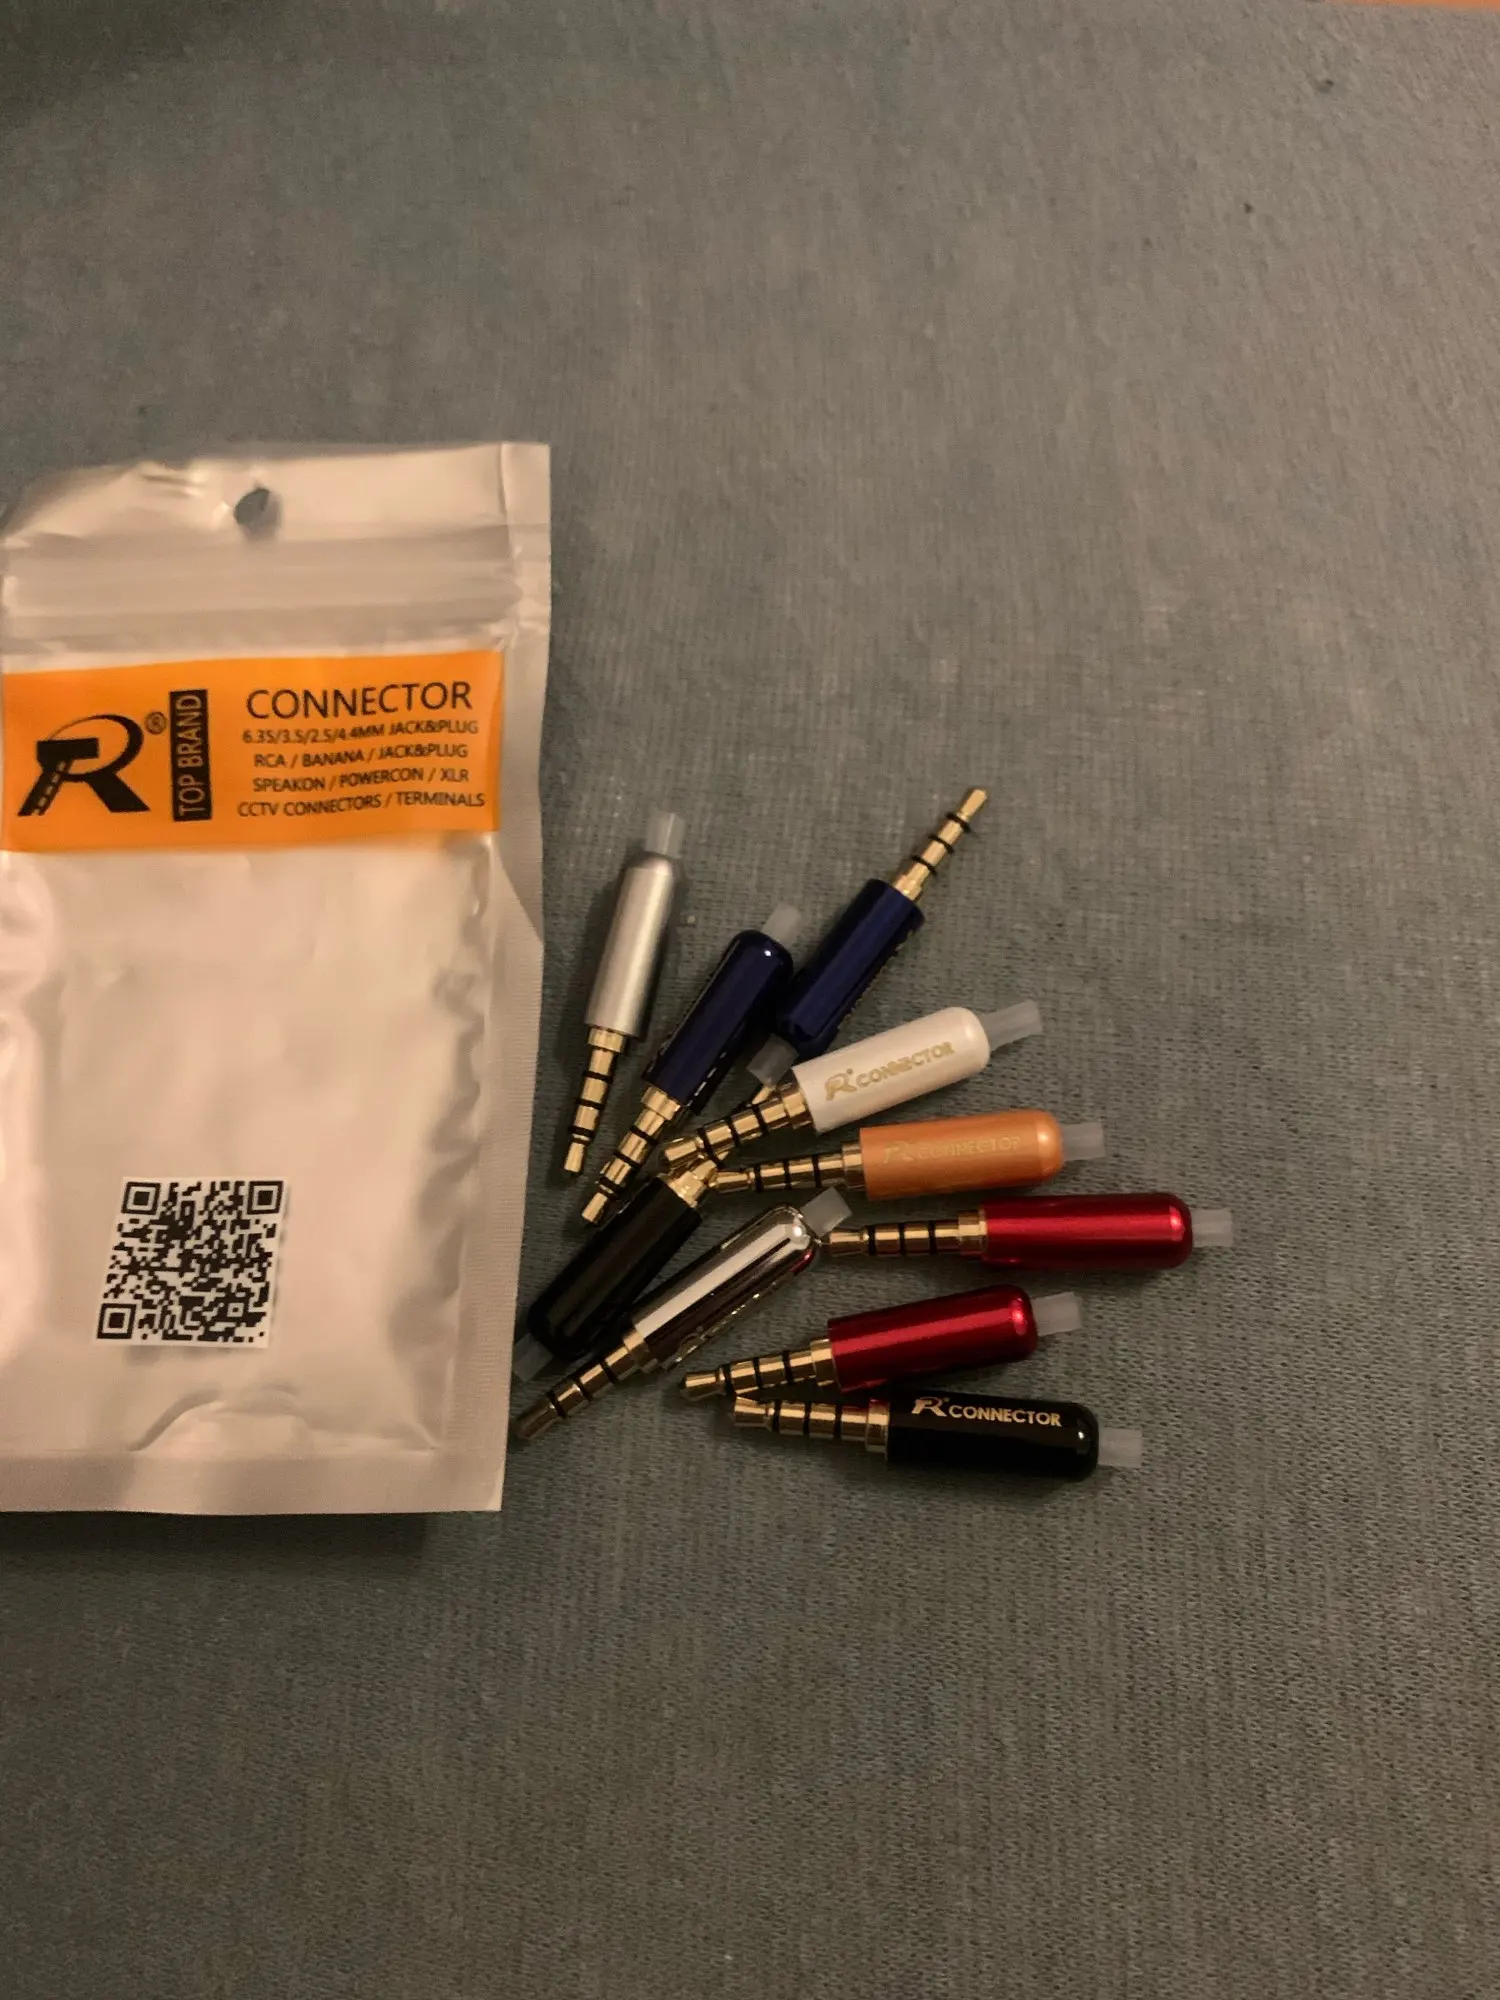 R®
TOP BRAND
CONNECTOR
6.35/3.5/2.5/4.4MM JACK&PLUG
RCA / BANANA / JACK&PLUG
SPEAKON / POWERCON / XLR
CCTV CONNECTORS / TERMINALS
R CONNECTOR
R CONNECTOR
R CONNECTOR